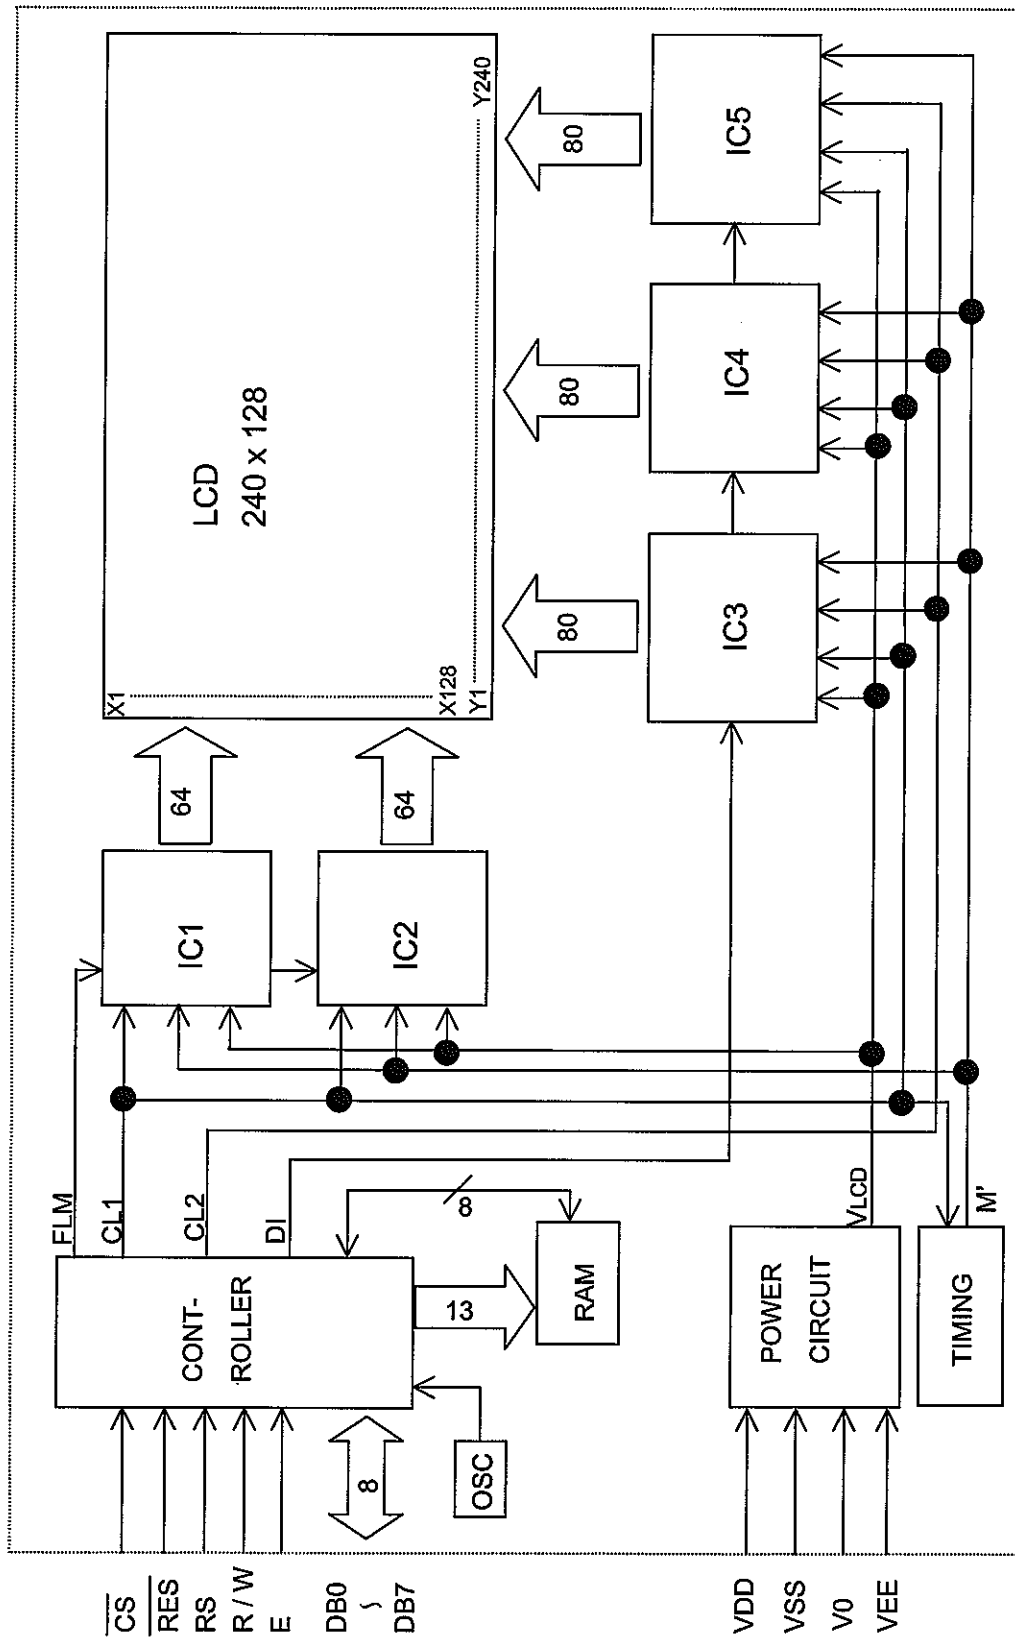 CS
RES
RS
R / W
E
DB0
~
DB7
VDD
VSS
V0
VEE
8
OSC
CONT-
ROLLER
FLM
CL1
CL2
DI
13
RAM
8
POWER
CIRCUIT
VLCD
TIMING
M'
IC1
IC2
64
64
X1
X128
Y1
Y240
LCD
240 x 128
80
80
80
IC3
IC4
IC5